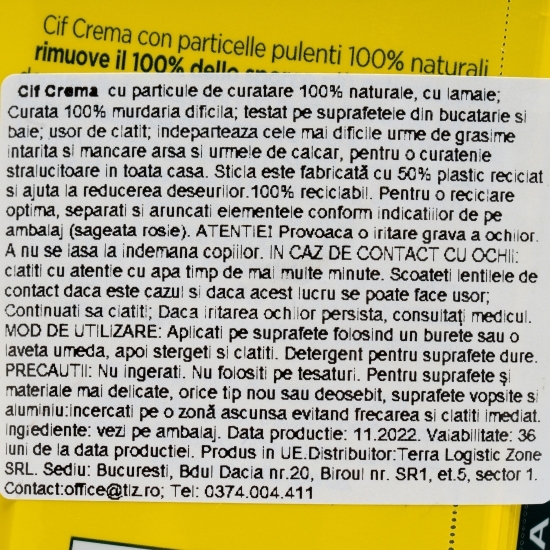 Cif Crema con particelle pulenti 100% naturali
rimuove il 100% dello
Cif Crema cu particule de curatare 100% naturale, cu lamaie;
Curata 100% murdaria dificila; testat pe suprafetele din bucatarie si
baie; usor de clatit; indeparteaza cele mai dificile urme de grasime
intarita si mancare arsa si urmele de calcar, pentru o curatenie
stralucitoare in toata casa. Sticla este fabricată cu 50% plastic reciclat
si ajuta la reducerea deseurilor.100% reciclabil. Pentru o reciclare
optima, separati si aruncati elementele conform indicatiilor de pe
ambalaj (sageata rosie). ATENTIE! Provoaca o iritare grava a ochilor.
A nu se lasa la indemana copiilor. IN CAZ DE CONTACT CU OCHII:
clatiti cu atentie cu apa timp de mai multe minute. Scoateti lentilele de
contact daca este cazul si daca acest lucru se poate face usor;
Continuati sa clatiti; Daca iritarea ochilor persista, consultați medicul.
MOD DE UTILIZARE: Aplicati pe suprafete folosind un burete sau o
laveta umeda, apoi stergeti si clatiti. Detergent pentru suprafete dure.
PRECAUTII: Nu ingerati. Nu folositi pe tesaturi. Pentru suprafete și
materiale mai delicate, orice tip nou sau deosebit, suprafete vopsite si
aluminiu:incercati pe o zonă ascunsa evitand frecarea si clatiti imediat.
Ingrediente: vezi pe ambalaj. Data productie: 11.2022. Valabilitate: 36
luni de la data productiei. Produs in UE.Distribuitor:Terra Logistic Zone
SRL. Sediu: Bucuresti, Bdul Dacia nr.20, Biroul nr. SR1, et.5, sector 1.
Contact:office@tlz.ro; Tel: 0374.004.411